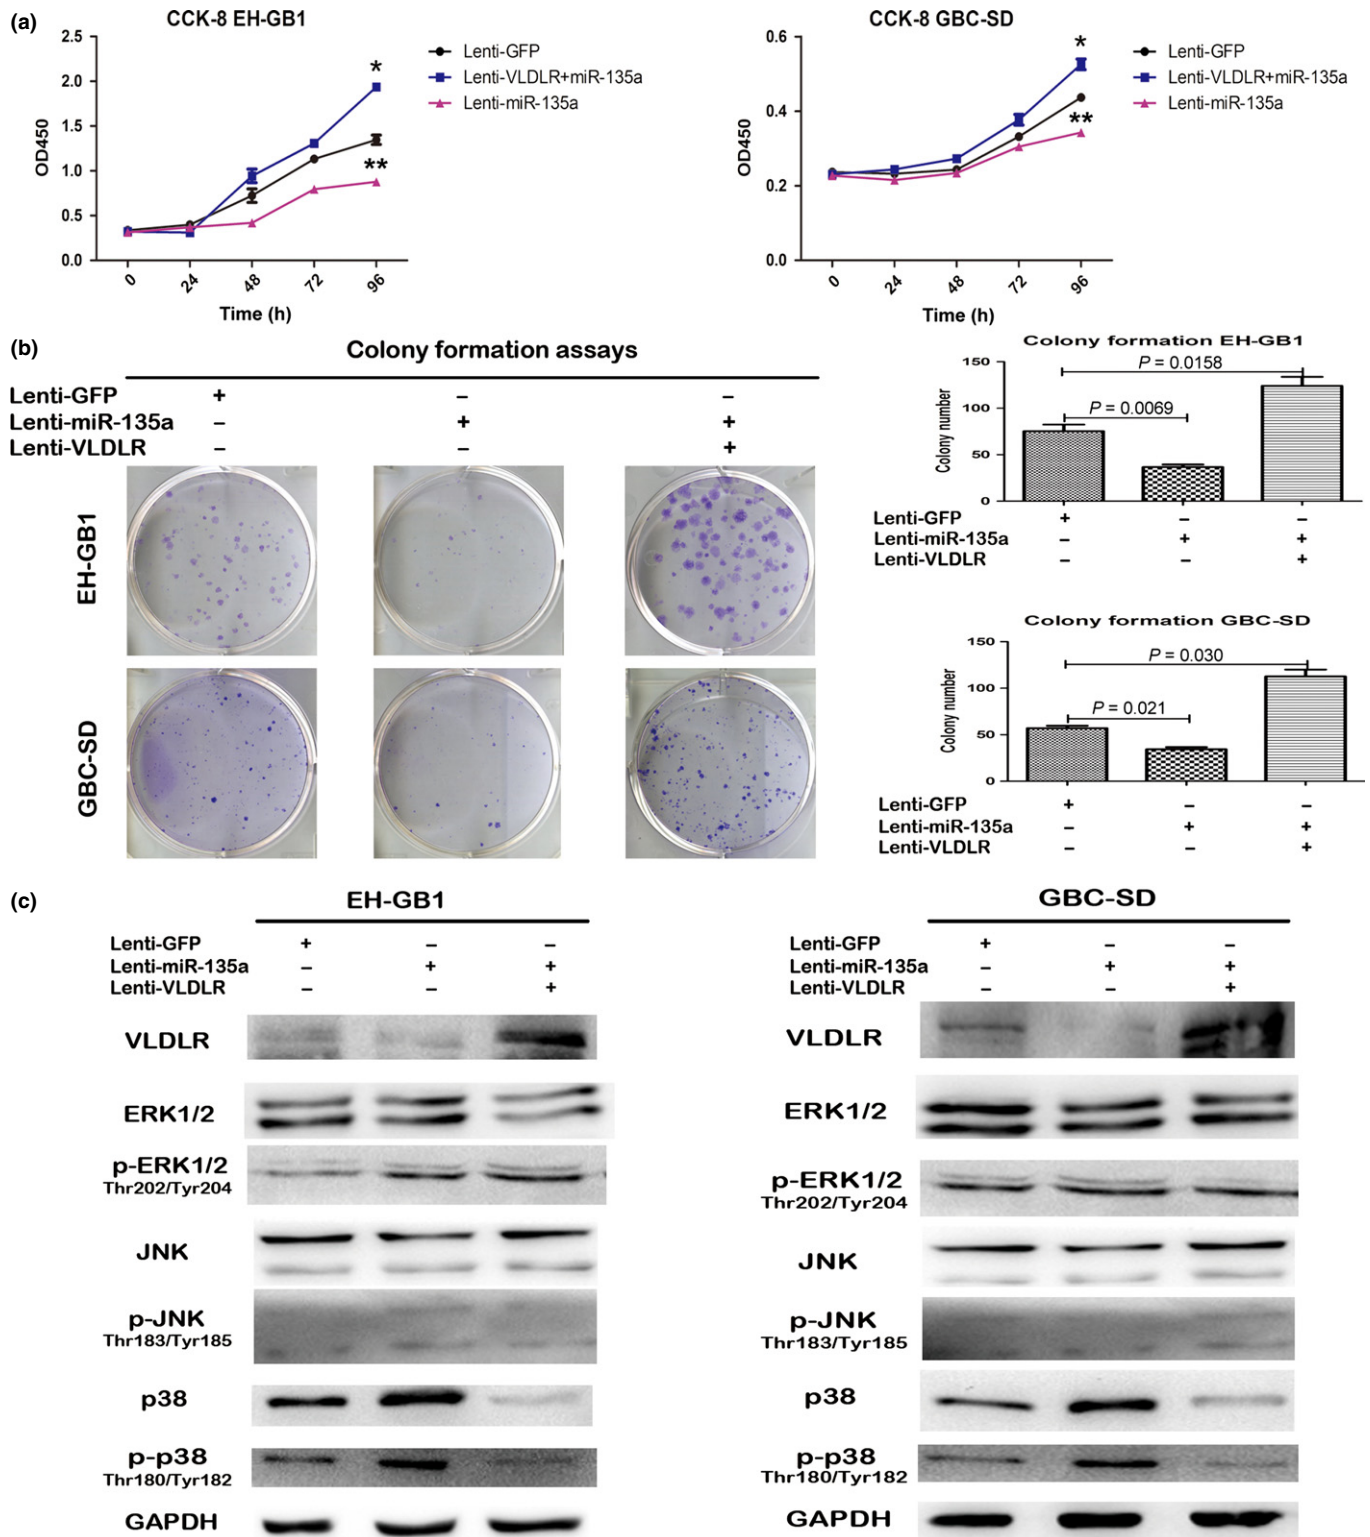 (a)
CCK-8 EH-GB1
2.5
2.0
1.5
1.0
0.5
0.0
OD450
0 24 48 72 96
Time (h)
*
**
Lenti-GFP
Lenti-VLDLR+miR-135a
Lenti-miR-135a
CCK-8 GBC-SD
0.6
0.4
0.2
0.0
OD450
0 24 48 72 96
Time (h)
*
**
Lenti-GFP
Lenti-VLDLR+miR-135a
Lenti-miR-135a
(b)
Colony formation assays
Lenti-GFP + – –
Lenti-miR-135a – + +
Lenti-VLDLR – – +
EH-GB1
GBC-SD
Colony formation EH-GB1
150
100
50
0
Colony number
P = 0.0158
P = 0.0069
Lenti-GFP + – –
Lenti-miR-135a – + +
Lenti-VLDLR – – +
Colony formation GBC-SD
150
100
50
0
Colony number
P = 0.030
P = 0.021
Lenti-GFP + – –
Lenti-miR-135a – + +
Lenti-VLDLR – – +
(c)
EH-GB1
Lenti-GFP + – –
Lenti-miR-135a – + +
Lenti-VLDLR – – +
VLDLR
ERK1/2
p-ERK1/2
Thr202/Tyr204
JNK
p-JNK
Thr183/Tyr185
p38
p-p38
Thr180/Tyr182
GAPDH
GBC-SD
Lenti-GFP + – –
Lenti-miR-135a – + +
Lenti-VLDLR – – +
VLDLR
ERK1/2
p-ERK1/2
Thr202/Tyr204
JNK
p-JNK
Thr183/Tyr185
p38
p-p38
Thr180/Tyr182
GAPDH